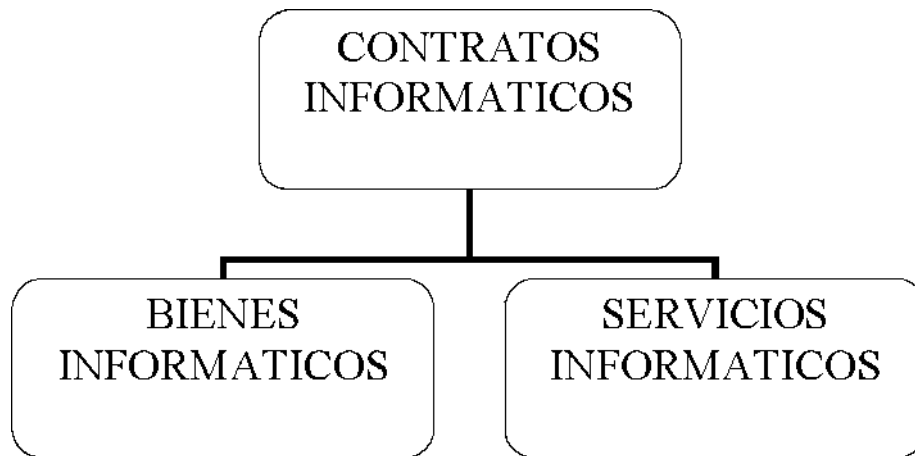 CONTRATOS
INFORMATICOS
BIENES
INFORMATICOS
SERVICIOS
INFORMATICOS